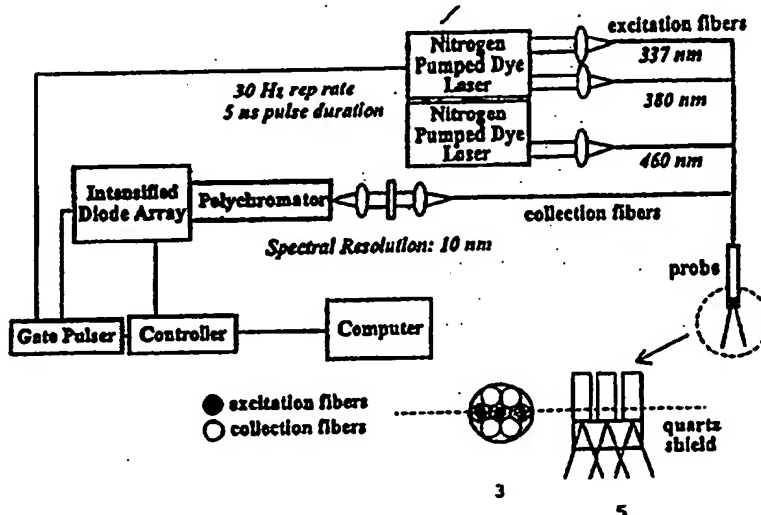 excitation fibers
Nitrogen
Pumped Dye
Laser
337 nm
380 nm
30 Hz rep rate
5 ns pulse duration
Nitrogen
Pumped Dye
Laser
460 nm
Intensified
Diode Array
Polychromator
collection fibers
Spectral Resolution: 10 nm
probe
Gate Pulser
Controller
Computer
excitation fibers
collection fibers
quartz
shield
3
5